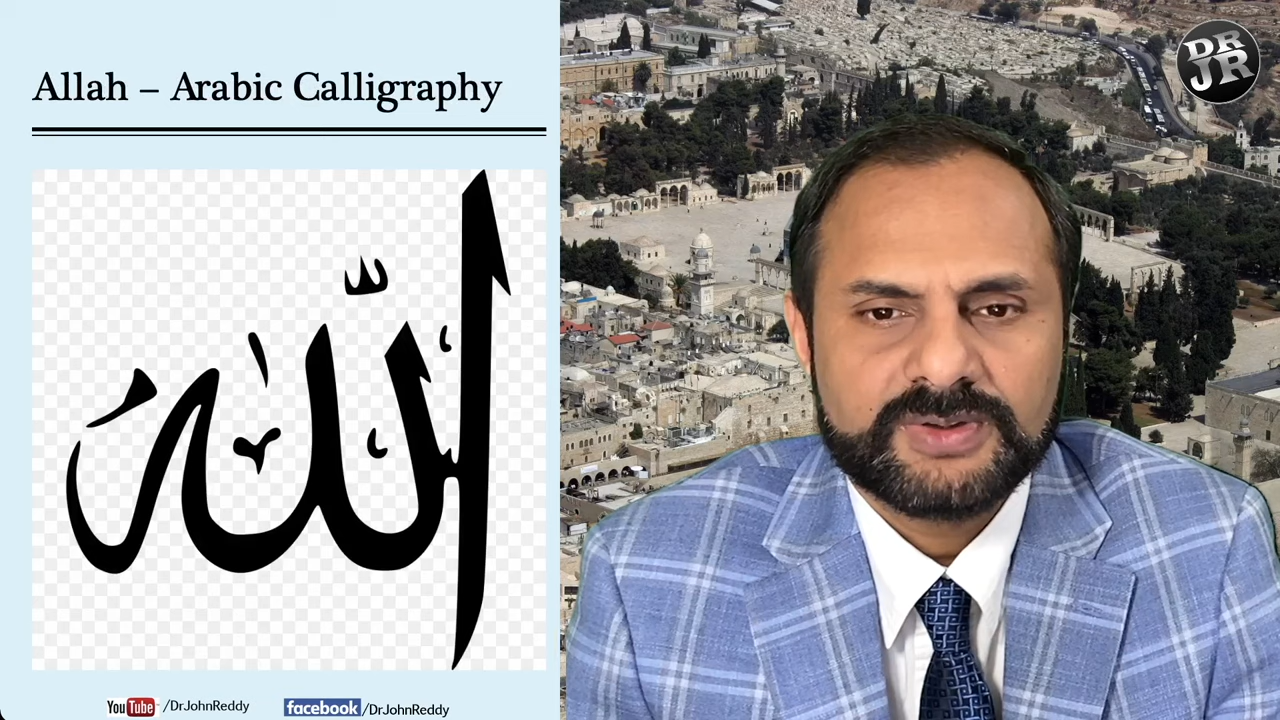 Allah – Arabic Calligraphy
الله
DR
JR
YouTube /DrJohnReddy
facebook /DrJohnReddy